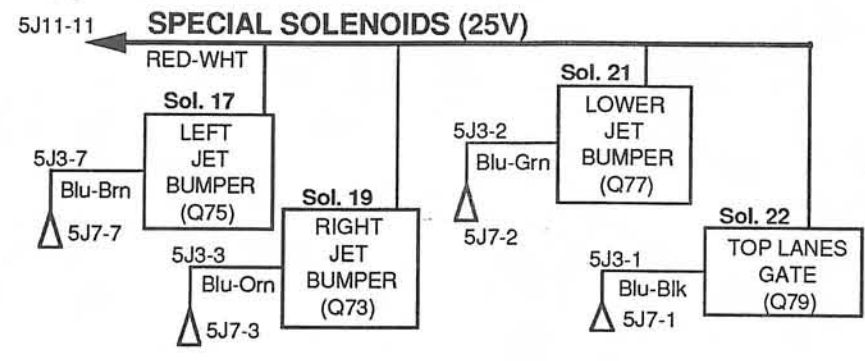 5J11-11
SPECIAL SOLENOIDS (25V)
RED-WHT
Sol. 17
LEFT
JET
BUMPER
(Q75)
5J3-7
Blu-Brn
5J7-7
Sol. 19
RIGHT
JET
BUMPER
(Q73)
5J3-3
Blu-Orn
5J7-3
Sol. 21
LOWER
JET
BUMPER
(Q77)
5J3-2
Blu-Grn
5J7-2
Sol. 22
TOP LANES
GATE
(Q79)
5J3-1
Blu-Blk
5J7-1